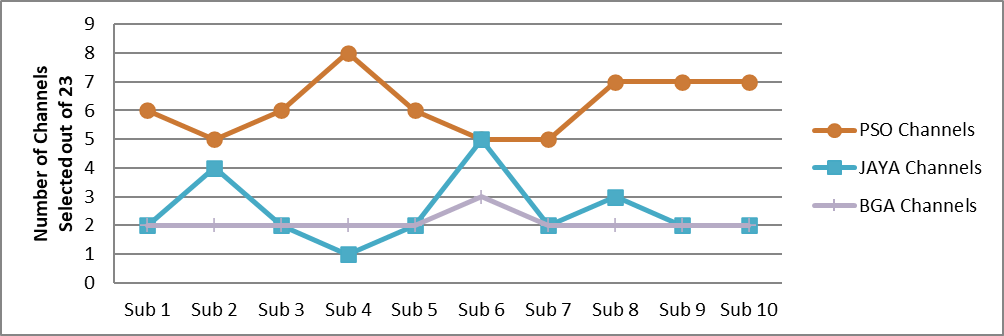 Number of Channels
Selected out of 23
9
8
7
6
5
4
3
2
1
0
Sub 1 Sub 2 Sub 3 Sub 4 Sub 5 Sub 6 Sub 7 Sub 8 Sub 9 Sub 10
PSO Channels
JAYA Channels
BGA Channels